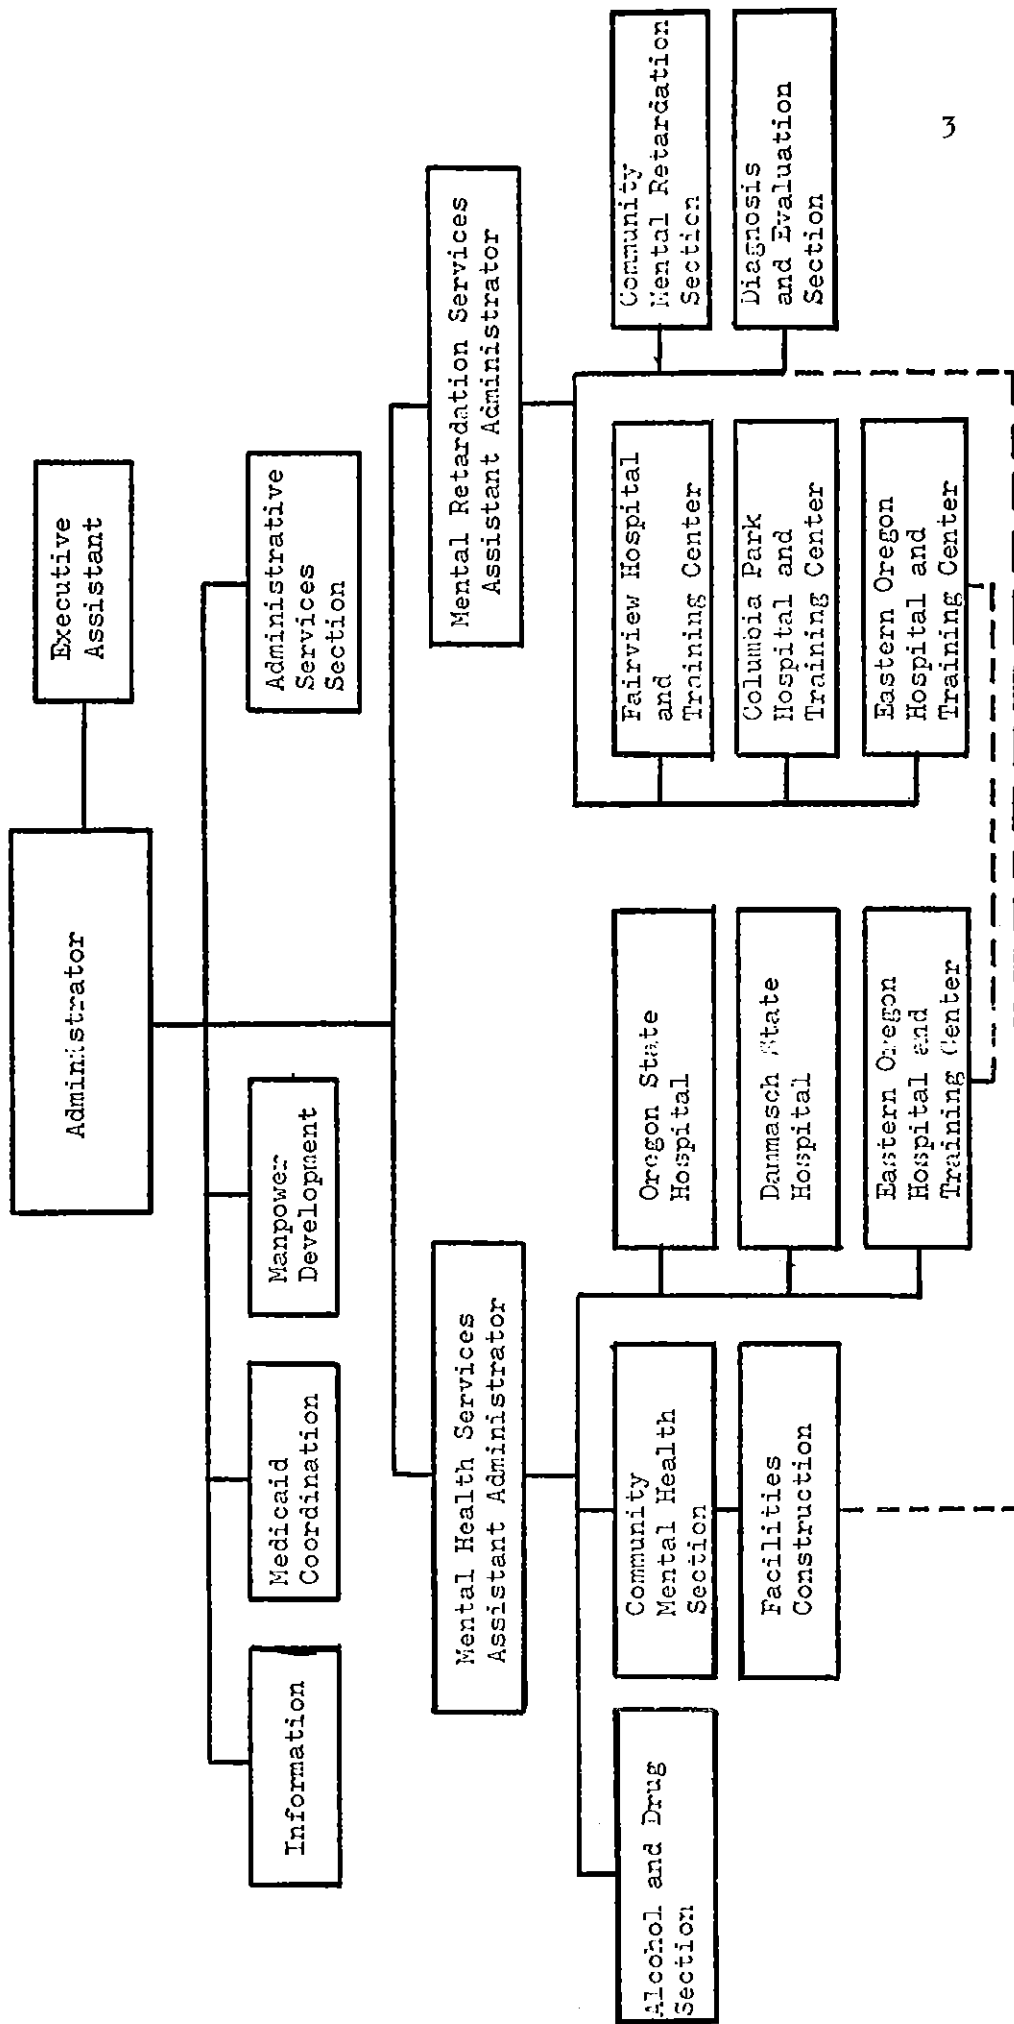 Administrator
Executive
Assistant
Information
Medicaid
Coordination
Manpower
Development
Administrative
Services
Section
Mental Health Services
Assistant Administrator
Mental Retardation Services
Assistant Administrator
Alcohol and Drug
Section
Community
Mental Health
Section
Facilities
Construction
Oregon State
Hospital
Dammasch State
Hospital
Eastern Oregon
Hospital and
Training Center
Fairview Hospital
and
Training Center
Columbia Park
Hospital and
Training Center
Eastern Oregon
Hospital and
Training Center
Community
Mental Retardation
Section
Diagnosis
and Evaluation
Section
3